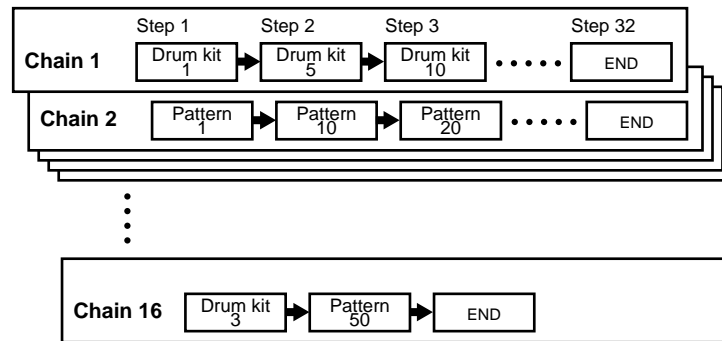 Step 1 Step 2 Step 3 Step 32
Chain 1 Drum kit 1 Drum kit 5 Drum kit 10 ••••• END
Chain 2 Pattern 1 Pattern 10 Pattern 20 ••••• END
Chain 16 Drum kit 3 Pattern 50 END